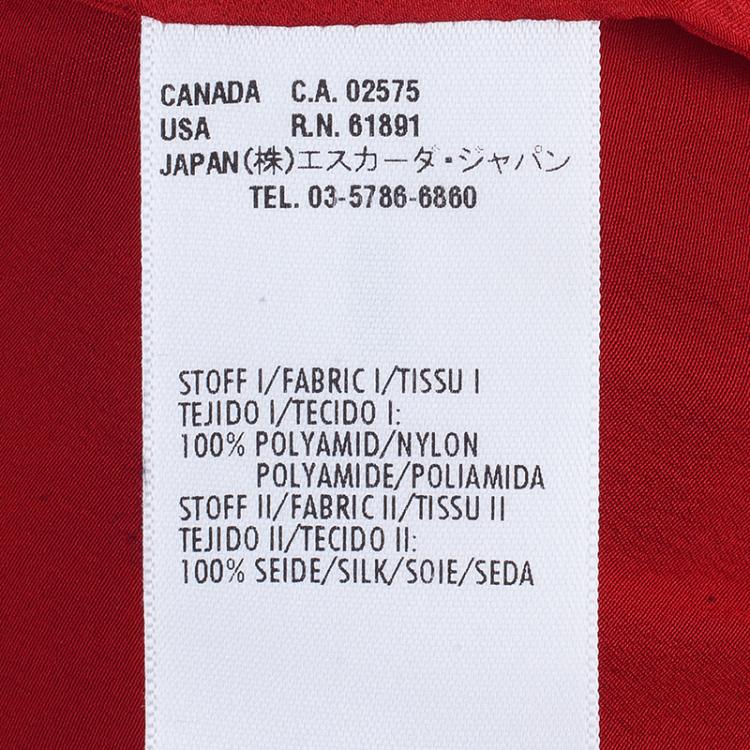 CANADA C.A. 02575
USA R.N. 61891
JAPAN(株)エスカーダ・ジャパン
TEL. 03-5786-6860
STOFF I/FABRIC I/TISSU I
TEJIDO I/TECIDO I:
100% POLYAMID/NYLON
POLYAMIDE/POLIAMIDA
STOFF II/FABRIC II/TISSU II
TEJIDO II/TECIDO II:
100% SEIDE/SILK/SOIE/SEDA